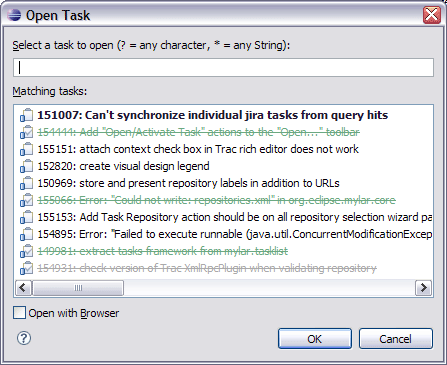 Open Task
Select a task to open (? = any character, * = any String):
Matching tasks:
151007: Can't synchronize individual jira tasks from query hits
154444: Add "Open/Activate Task" actions to the "Open..." toolbar
155151: attach context check box in Trac rich editor does not work
152820: create visual design legend
150969: store and present repository labels in addition to URLs
155066: Error: "Could not write: repositories.xml" in org.eclipse.mylar.core
155153: Add Task Repository action should be on all repository selection wizard pa
154895: Error: "Failed to execute runnable (java.util.ConcurrentModificationExcep
149981: extract tasks framework from mylar.tasklist
154931: check version of Trac XmlRpcPlugin when validating repository
Open with Browser
?
OK
Cancel